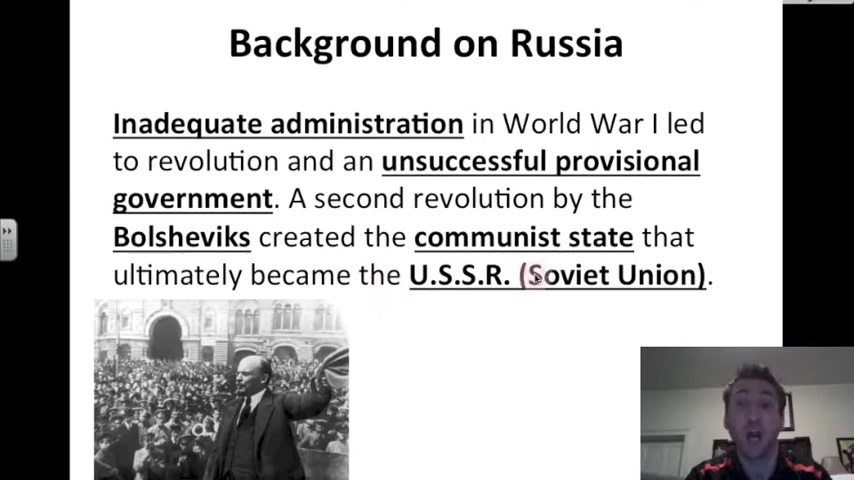 Background on Russia
Inadequate administration in World War I led
to revolution and an unsuccessful provisional
government. A second revolution by the
Bolsheviks created the communist state that
ultimately became the U.S.S.R. (Soviet Union).